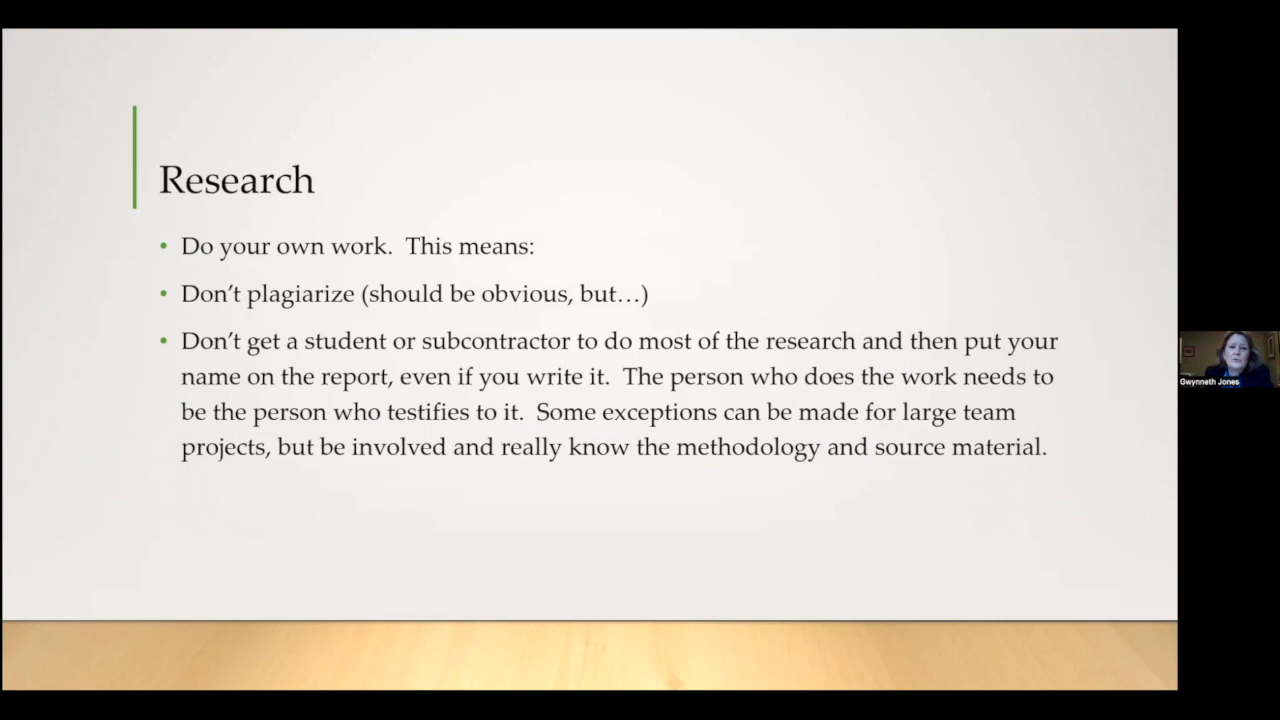 Research
• Do your own work.  This means:
• Don’t plagiarize (should be obvious, but…)
• Don’t get a student or subcontractor to do most of the research and then put your
name on the report, even if you write it.  The person who does the work needs to
be the person who testifies to it.  Some exceptions can be made for large team
projects, but be involved and really know the methodology and source material.
Gwynneth Jones